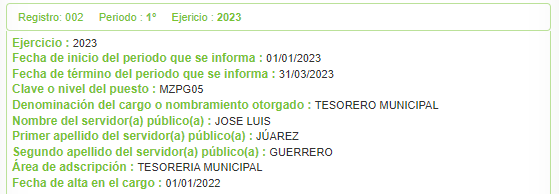 Registro: 002 Periodo : 1º Ejericio : 2023
Ejercicio : 2023
Fecha de inicio del periodo que se informa : 01/01/2023
Fecha de término del periodo que se informa : 31/03/2023
Clave o nivel del puesto : MZPG05
Denominación del cargo o nombramiento otorgado : TESORERO MUNICIPAL
Nombre del servidor(a) público(a) : JOSE LUIS
Primer apellido del servidor(a) público(a) : JÚAREZ
Segundo apellido del servidor(a) público(a) : GUERRERO
Área de adscripción : TESORERIA MUNICIPAL
Fecha de alta en el cargo : 01/01/2022